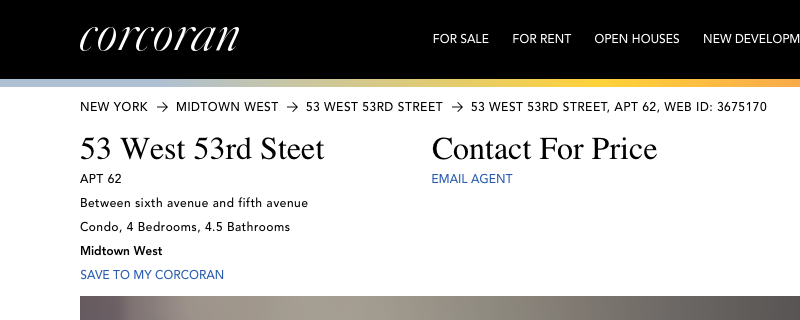 corcoran
FOR SALE FOR RENT OPEN HOUSES NEW DEVELOPM
NEW YORK → MIDTOWN WEST → 53 WEST 53RD STREET → 53 WEST 53RD STREET, APT 62, WEB ID: 3675170
53 West 53rd Steet
Contact For Price
APT 62
EMAIL AGENT
Between sixth avenue and fifth avenue
Condo, 4 Bedrooms, 4.5 Bathrooms
Midtown West
SAVE TO MY CORCORAN